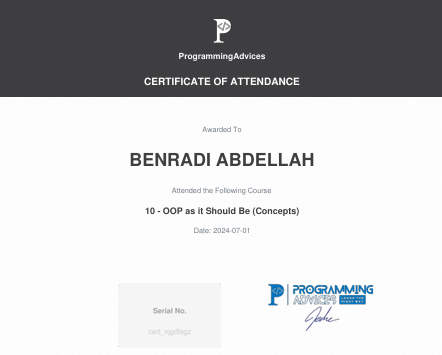 ProgrammingAdvices
CERTIFICATE OF ATTENDANCE
Awarded To
BENRADI ABDELLAH
Attended the Following Course
10 - OOP as it Should Be (Concepts)
Date: 2024-07-01
PROGRAMMING
ADVICES
LEARN THE RIGHT WAY
Serial No.